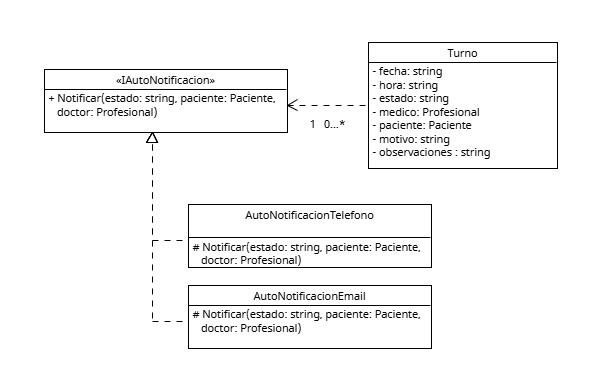 «IAutoNotificacion»
+ Notificar(estado: string, paciente: Paciente,
doctor: Profesional)
Turno
- fecha: string
- hora: string
- estado: string
- medico: Profesional
- paciente: Paciente
- motivo: string
- observaciones : string
1 0...*
AutoNotificacionTelefono
# Notificar(estado: string, paciente: Paciente,
doctor: Profesional)
AutoNotificacionEmail
# Notificar(estado: string, paciente: Paciente,
doctor: Profesional)